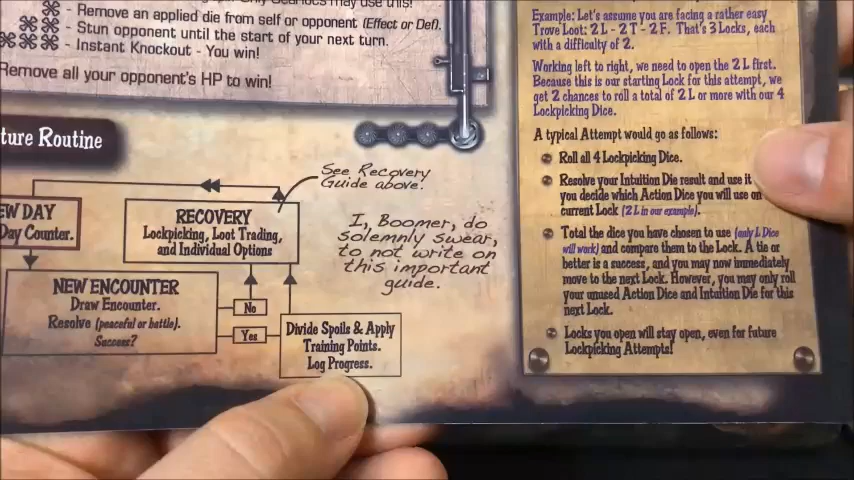 - Remove an applied die from self or opponent (Effect or Def).
- Stun opponent until the start of your next turn.
- Instant Knockout - You win!
Remove all your opponent's HP to win!
ture Routine
See Recovery
Guide above.
EW DAY
Day Counter.
RECOVERY
Lockpicking, Loot Trading,
and Individual Options
I, Boomer, do
solemnly swear,
to not write on
this important
guide.
NEW ENCOUNTER
Draw Encounter.
Resolve (peaceful or battle).
Success?
No
Yes
Divide Spoils & Apply
Training Points.
Log Progress.
Example: Let's assume you are facing a rather easy
Trove Loot: 2 L - 2 T - 2 F. That's 3 Locks, each
with a difficulty of 2.
Working left to right, we need to open the 2 L first.
Because this is our starting Lock for this attempt, we
get 2 chances to roll a total of 2 L or more with our 4
Lockpicking Dice.
A typical Attempt would go as follows:
Roll all 4 Lockpicking Dice.
Resolve your Intuition Die result and use it
you decide which Action Dice you will use on
current Lock (2 L in our example).
Total the dice you have chosen to use (only L Dice
will work) and compare them to the Lock. A tie or
better is a success, and you may now immediately
move to the next Lock. However, you may only roll
your unused Action Dice and Intuition Die for this
next Lock.
Locks you open will stay open, even for future
Lockpicking Attempts!